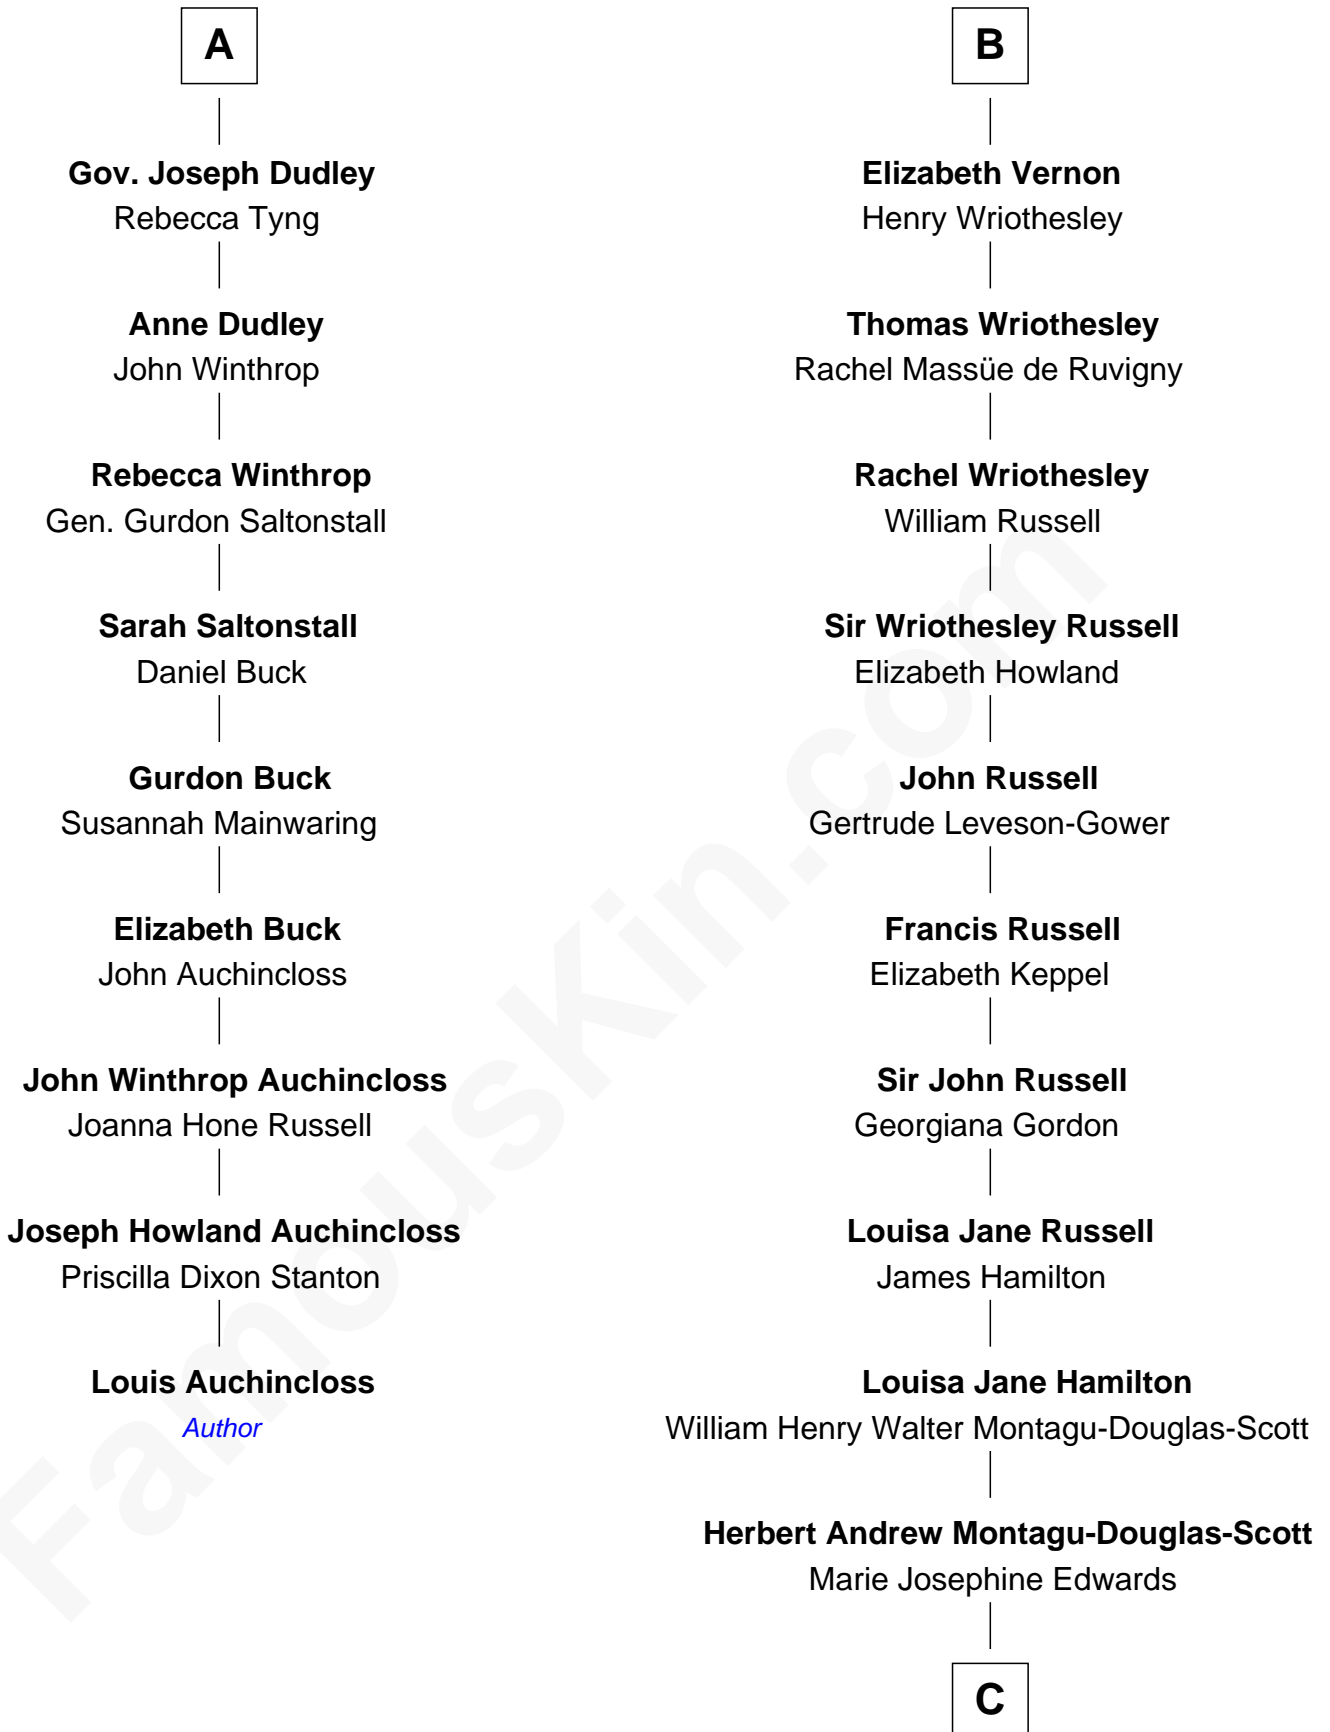 A
Gov. Joseph Dudley
Rebecca Tyng
Anne Dudley
John Winthrop
Rebecca Winthrop
Gen. Gurdon Saltonstall
Sarah Saltonstall
Daniel Buck
Gurdon Buck
Susannah Mainwaring
Elizabeth Buck
John Auchincloss
John Winthrop Auchincloss
Joanna Hone Russell
Joseph Howland Auchincloss
Priscilla Dixon Stanton
Louis Auchincloss
Author
B
Elizabeth Vernon
Henry Wriothesley
Thomas Wriothesley
Rachel Massüe de Ruvigny
Rachel Wriothesley
William Russell
Sir Wriothesley Russell
Elizabeth Howland
John Russell
Gertrude Leveson-Gower
Francis Russell
Elizabeth Keppel
Sir John Russell
Georgiana Gordon
Louisa Jane Russell
James Hamilton
Louisa Jane Hamilton
William Henry Walter Montagu-Douglas-Scott
Herbert Andrew Montagu-Douglas-Scott
Marie Josephine Edwards
C
FamousKin.com